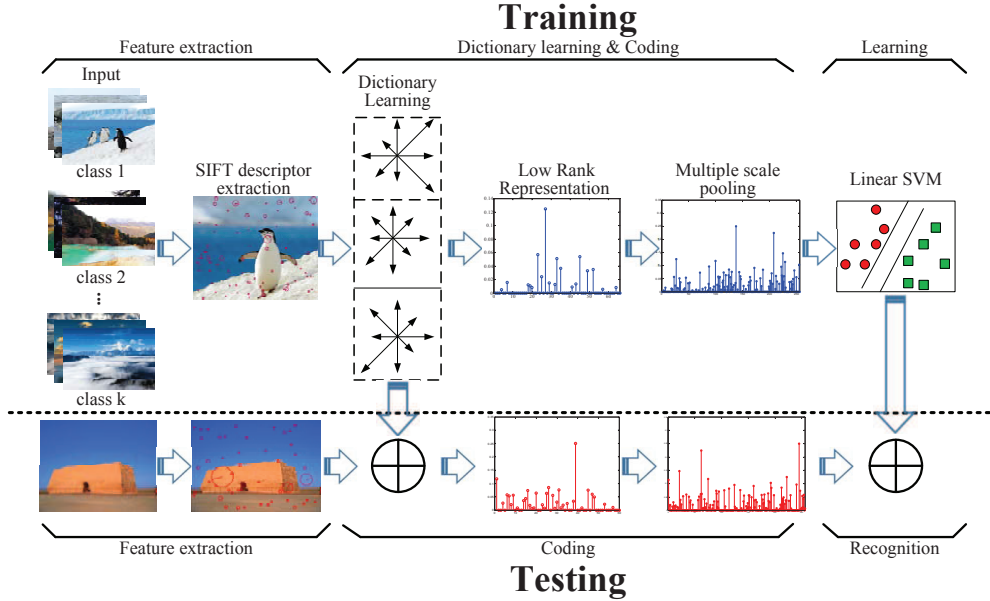 Training
Feature extraction
Dictionary learning & Coding
Learning
Input
class 1
class 2
...
class k
SIFT descriptor
extraction
Dictionary
Learning
Low Rank
Representation
Multiple scale
pooling
Linear SVM
Feature extraction
Coding
Recognition
Testing